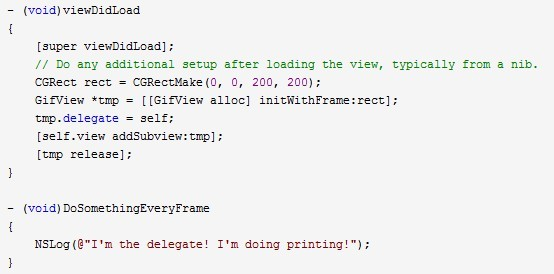 - (void)viewDidLoad
{
    [super viewDidLoad];
    // Do any additional setup after loading the view, typically from a nib.
    CGRect rect = CGRectMake(0, 0, 200, 200);
    GifView *tmp = [[GifView alloc] initWithFrame:rect];
    tmp.delegate = self;
    [self.view addSubview:tmp];
    [tmp release];
}
- (void)DoSomethingEveryFrame
{
    NSLog(@"I'm the delegate! I'm doing printing!");
}